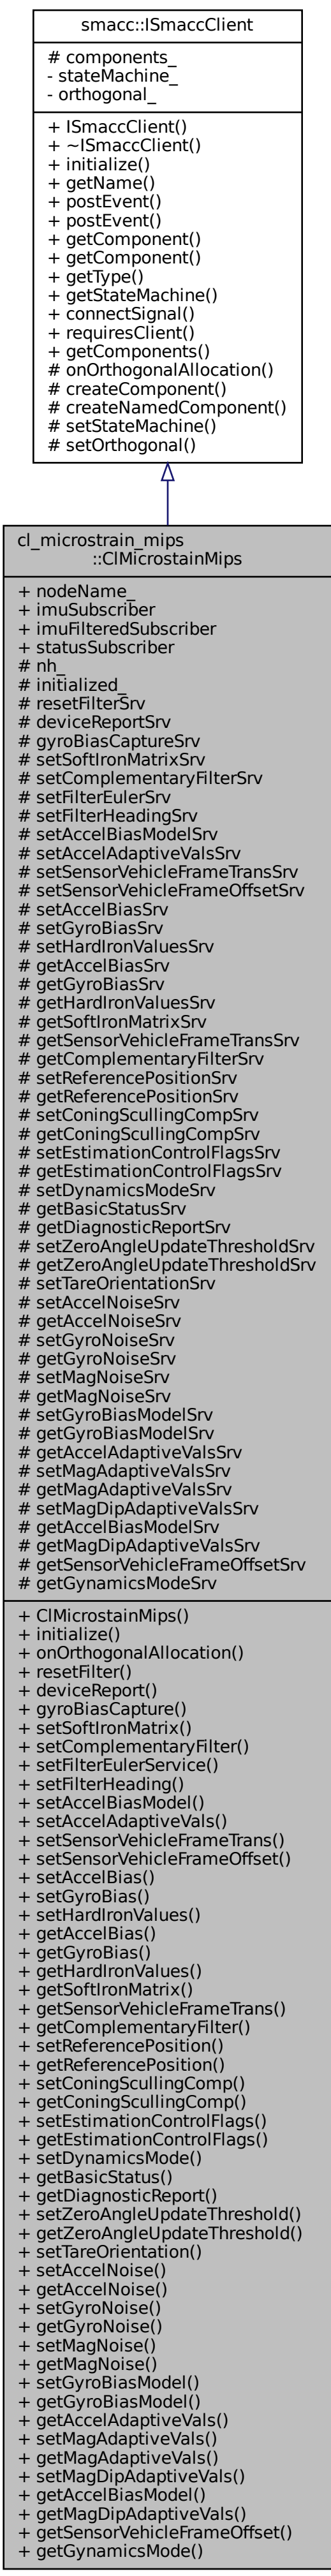 smacc::ISmaccClient
# components_
- stateMachine_
- orthogonal_
+ ISmaccClient()
+ ~ISmaccClient()
+ initialize()
+ getName()
+ postEvent()
+ postEvent()
+ getComponent()
+ getComponent()
+ getType()
+ getStateMachine()
+ connectSignal()
+ requiresClient()
+ getComponents()
# onOrthogonalAllocation()
# createComponent()
# createNamedComponent()
# setStateMachine()
# setOrthogonal()
cl_microstrain_mips
::ClMicrostainMips
+ nodeName_
+ imuSubscriber
+ imuFilteredSubscriber
+ statusSubscriber
# nh_
# initialized_
# resetFilterSrv
# deviceReportSrv
# gyroBiasCaptureSrv
# setSoftIronMatrixSrv
# setComplementaryFilterSrv
# setFilterEulerSrv
# setFilterHeadingSrv
# setAccelBiasModelSrv
# setAccelAdaptiveValsSrv
# setSensorVehicleFrameTransSrv
# setSensorVehicleFrameOffsetSrv
# setAccelBiasSrv
# setGyroBiasSrv
# setHardIronValuesSrv
# getAccelBiasSrv
# getGyroBiasSrv
# getHardIronValuesSrv
# getSoftIronMatrixSrv
# getSensorVehicleFrameTransSrv
# getComplementaryFilterSrv
# setReferencePositionSrv
# getReferencePositionSrv
# setConingScullingCompSrv
# getConingScullingCompSrv
# setEstimationControlFlagsSrv
# getEstimationControlFlagsSrv
# setDynamicsModeSrv
# getBasicStatusSrv
# getDiagnosticReportSrv
# setZeroAngleUpdateThresholdSrv
# getZeroAngleUpdateThresholdSrv
# setTareOrientationSrv
# setAccelNoiseSrv
# getAccelNoiseSrv
# setGyroNoiseSrv
# getGyroNoiseSrv
# setMagNoiseSrv
# getMagNoiseSrv
# setGyroBiasModelSrv
# getGyroBiasModelSrv
# getAccelAdaptiveValsSrv
# setMagAdaptiveValsSrv
# getMagAdaptiveValsSrv
# setMagDipAdaptiveValsSrv
# getAccelBiasModelSrv
# getMagDipAdaptiveValsSrv
# getSensorVehicleFrameOffsetSrv
# getGynamicsModeSrv
+ ClMicrostainMips()
+ initialize()
+ onOrthogonalAllocation()
+ resetFilter()
+ deviceReport()
+ gyroBiasCapture()
+ setSoftIronMatrix()
+ setComplementaryFilter()
+ setFilterEulerService()
+ setFilterHeading()
+ setAccelBiasModel()
+ setAccelAdaptiveVals()
+ setSensorVehicleFrameTrans()
+ setSensorVehicleFrameOffset()
+ setAccelBias()
+ setGyroBias()
+ setHardIronValues()
+ getAccelBias()
+ getGyroBias()
+ getHardIronValues()
+ getSoftIronMatrix()
+ getSensorVehicleFrameTrans()
+ getComplementaryFilter()
+ setReferencePosition()
+ getReferencePosition()
+ setConingScullingComp()
+ getConingScullingComp()
+ setEstimationControlFlags()
+ getEstimationControlFlags()
+ setDynamicsMode()
+ getBasicStatus()
+ getDiagnosticReport()
+ setZeroAngleUpdateThreshold()
+ getZeroAngleUpdateThreshold()
+ setTareOrientation()
+ setAccelNoise()
+ getAccelNoise()
+ setGyroNoise()
+ getGyroNoise()
+ setMagNoise()
+ getMagNoise()
+ setGyroBiasModel()
+ getGyroBiasModel()
+ getAccelAdaptiveVals()
+ setMagAdaptiveVals()
+ getMagAdaptiveVals()
+ setMagDipAdaptiveVals()
+ getAccelBiasModel()
+ getMagDipAdaptiveVals()
+ getSensorVehicleFrameOffset()
+ getGynamicsMode()